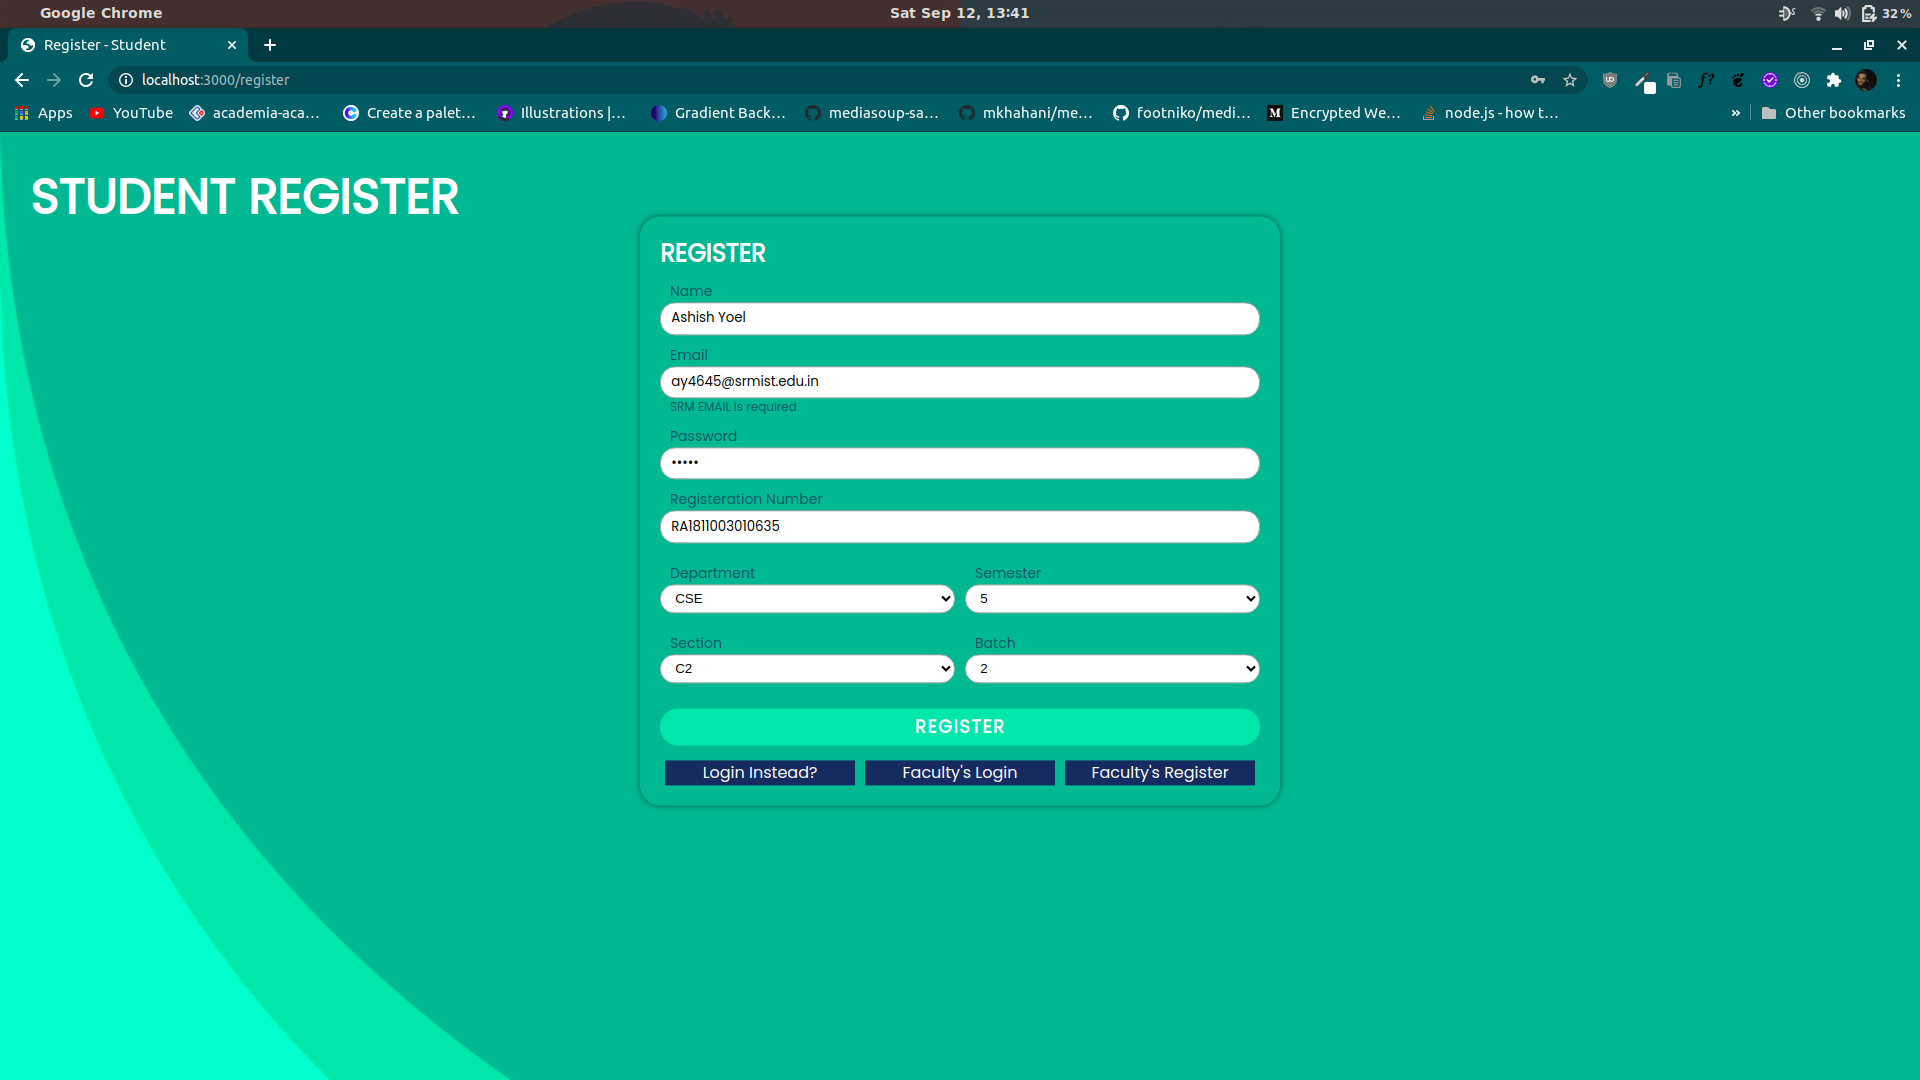 Google Chrome
Sat Sep 12, 13:41
32%
Register - Student
localhost:3000/register
Apps
YouTube
academia-aca...
Create a palet...
Illustrations |...
Gradient Back...
mediasoup-sa...
mkhahani/me...
footniko/medi...
Encrypted We...
node.js - how t...
»
Other bookmarks
STUDENT REGISTER
REGISTER
Name
Ashish Yoel
Email
ay4645@srmist.edu.in
SRM EMAIL is required
Password
•••••
Registeration Number
RA1811003010635
Department
Semester
CSE
5
Section
Batch
C2
2
REGISTER
Login Instead?
Faculty's Login
Faculty's Register